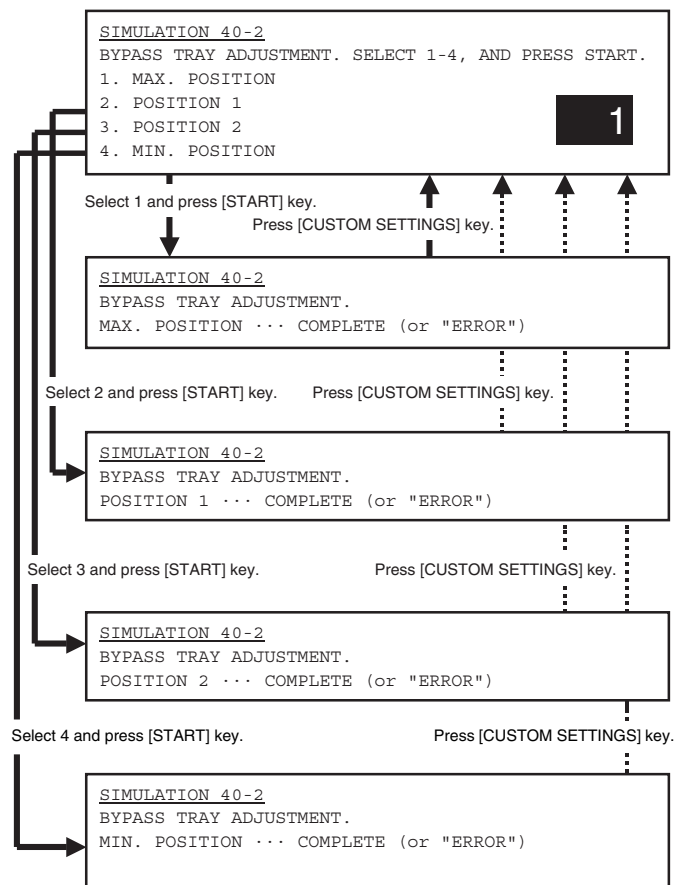 SIMULATION 40-2
BYPASS TRAY ADJUSTMENT. SELECT 1-4, AND PRESS START.
1. MAX. POSITION
2. POSITION 1
3. POSITION 2
4. MIN. POSITION
1
Select 1 and press [START] key.
Press [CUSTOM SETTINGS] key.
SIMULATION 40-2
BYPASS TRAY ADJUSTMENT.
MAX. POSITION ··· COMPLETE (or "ERROR")
Select 2 and press [START] key.
Press [CUSTOM SETTINGS] key.
SIMULATION 40-2
BYPASS TRAY ADJUSTMENT.
POSITION 1 ··· COMPLETE (or "ERROR")
Select 3 and press [START] key.
Press [CUSTOM SETTINGS] key.
SIMULATION 40-2
BYPASS TRAY ADJUSTMENT.
POSITION 2 ··· COMPLETE (or "ERROR")
Select 4 and press [START] key.
Press [CUSTOM SETTINGS] key.
SIMULATION 40-2
BYPASS TRAY ADJUSTMENT.
MIN. POSITION ··· COMPLETE (or "ERROR")